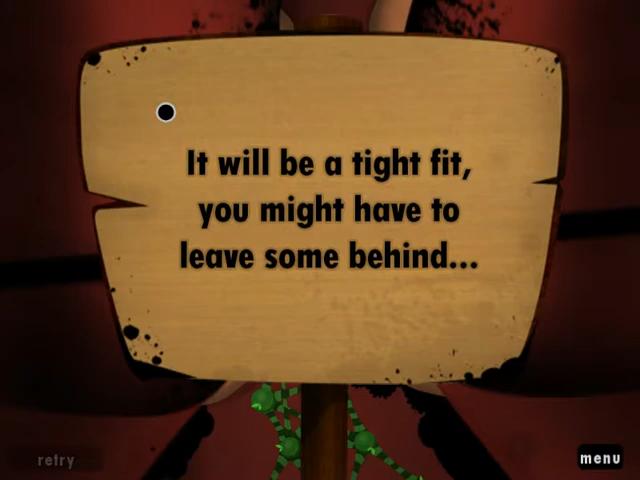 It will be a tight fit,
you might have to
leave some behind...
retry
menu